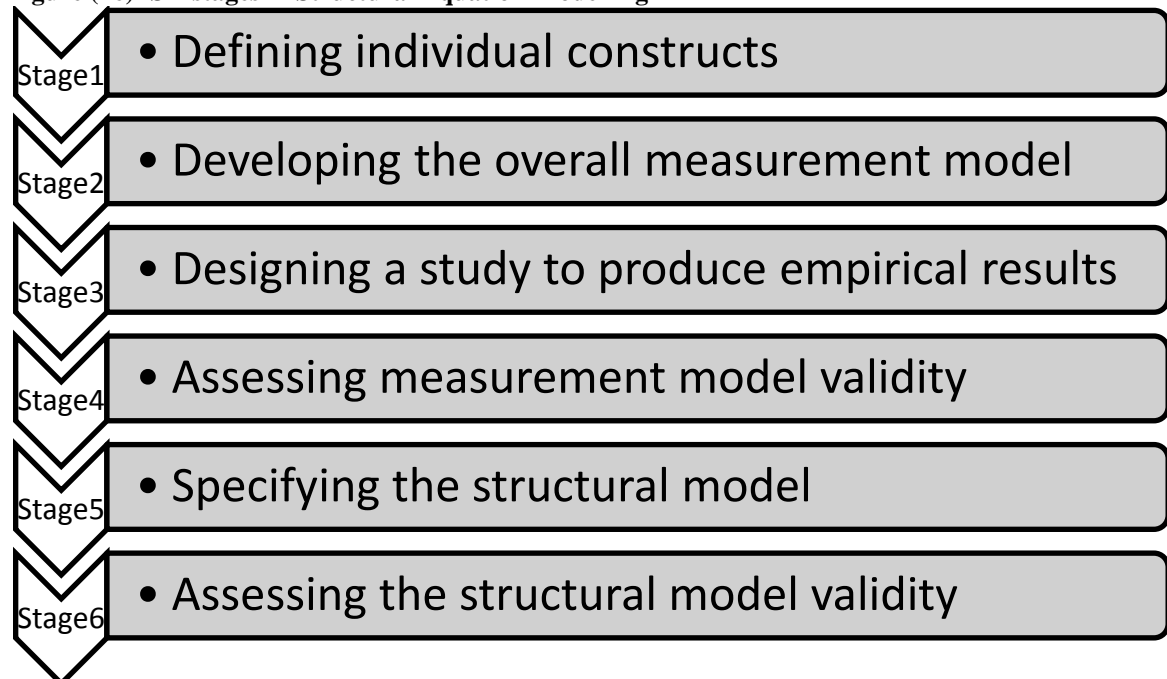 Stage1
• Defining individual constructs
Stage2
• Developing the overall measurement model
Stage3
• Designing a study to produce empirical results
Stage4
• Assessing measurement model validity
Stage5
• Specifying the structural model
Stage6
• Assessing the structural model validity